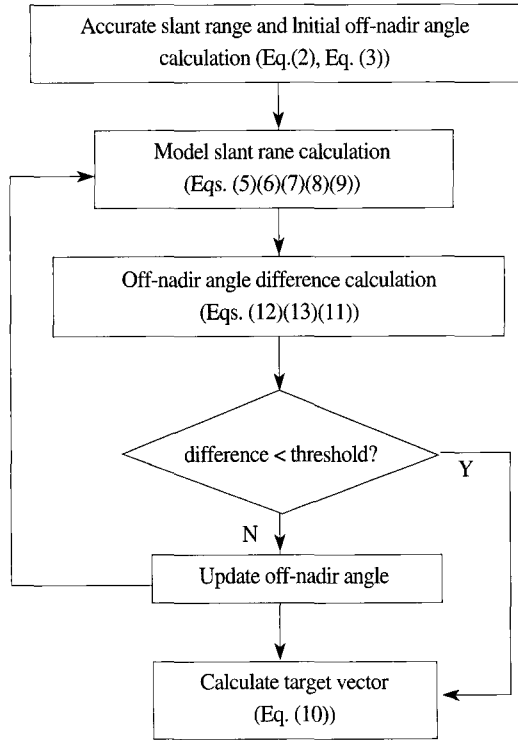 Accurate slant range and Initial off-nadir angle
calculation (Eq.(2), Eq. (3))
Model slant rane calculation
(Eqs. (5)(6)(7)(8)(9))
Off-nadir angle difference calculation
(Eqs. (12)(13)(11))
difference < threshold?
Y
N
Update off-nadir angle
Calculate target vector
(Eq. (10))